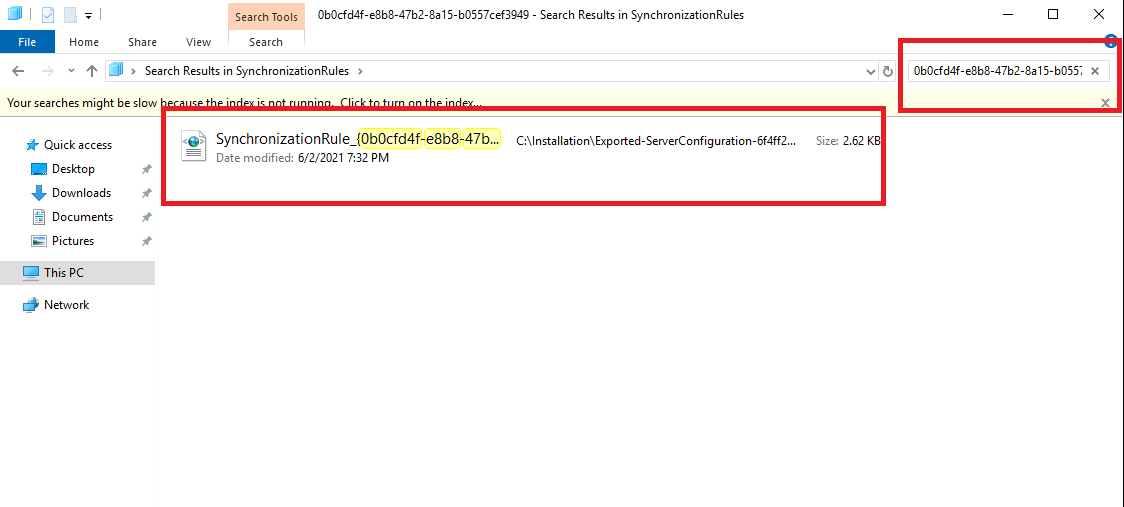 Search Tools
0b0cfd4f-e8b8-47b2-8a15-b0557cef3949 - Search Results in SynchronizationRules
File Home Share View Search
Search Results in SynchronizationRules
0b0cfd4f-e8b8-47b2-8a15-b0557
Your searches might be slow because the index is not running. Click to turn on the index...
Quick access
Desktop
Downloads
Documents
Pictures
This PC
Network
SynchronizationRule_{0b0cfd4f-e8b8-47b... C:\Installation\Exported-ServerConfiguration-6f4ff2... Size: 2.62 KB
Date modified: 6/2/2021 7:32 PM